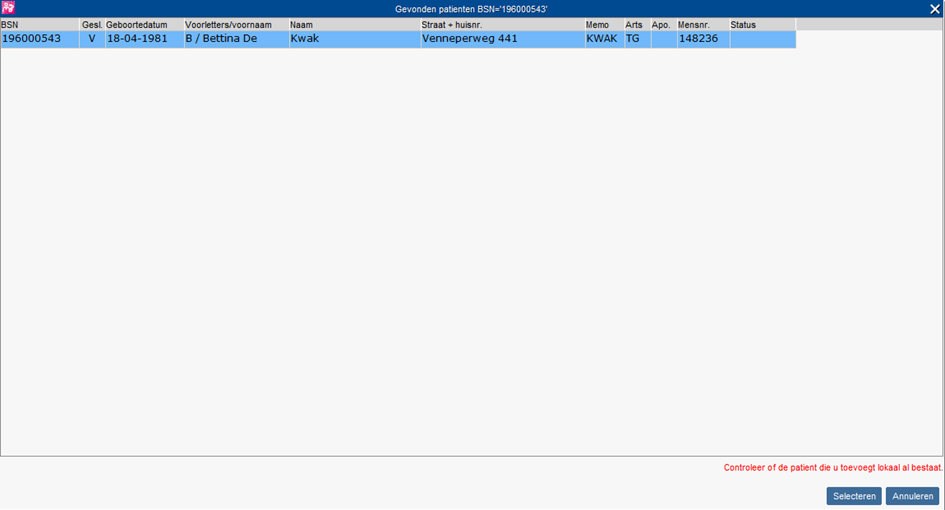 Gevonden patienten BSN='196000543'
BSN Gesl. Geboortedatum Voorletters/voornaam Naam Straat + huisnr. Memo Arts Apo. Mensnr. Status
196000543 V 18-04-1981 B / Bettina De Kwak Venneperweg 441 KWAK TG 148236
Controleer of de patient die u toevoegt lokaal al bestaat.
Selecteren Annuleren